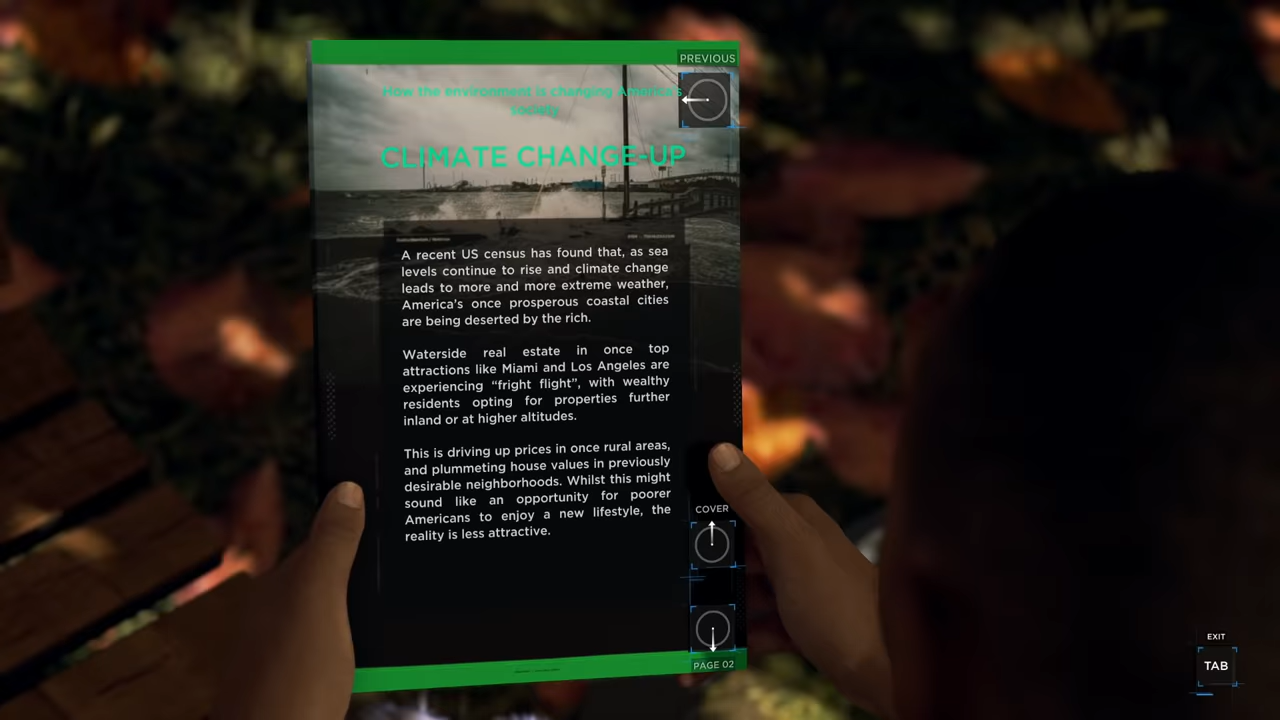 PREVIOUS
How the environment is changing America's
society
CLIMATE CHANGE-UP
A recent US census has found that, as sea
levels continue to rise and climate change
leads to more and more extreme weather,
America's once prosperous coastal cities
are being deserted by the rich.
Waterside real estate in once top
attractions like Miami and Los Angeles are
experiencing “fright flight”, with wealthy
residents opting for properties further
inland or at higher altitudes.
This is driving up prices in once rural areas,
and plummeting house values in previously
desirable neighborhoods. Whilst this might
sound like an opportunity for poorer
Americans to enjoy a new lifestyle, the
reality is less attractive.
COVER
PAGE 02
EXIT
TAB